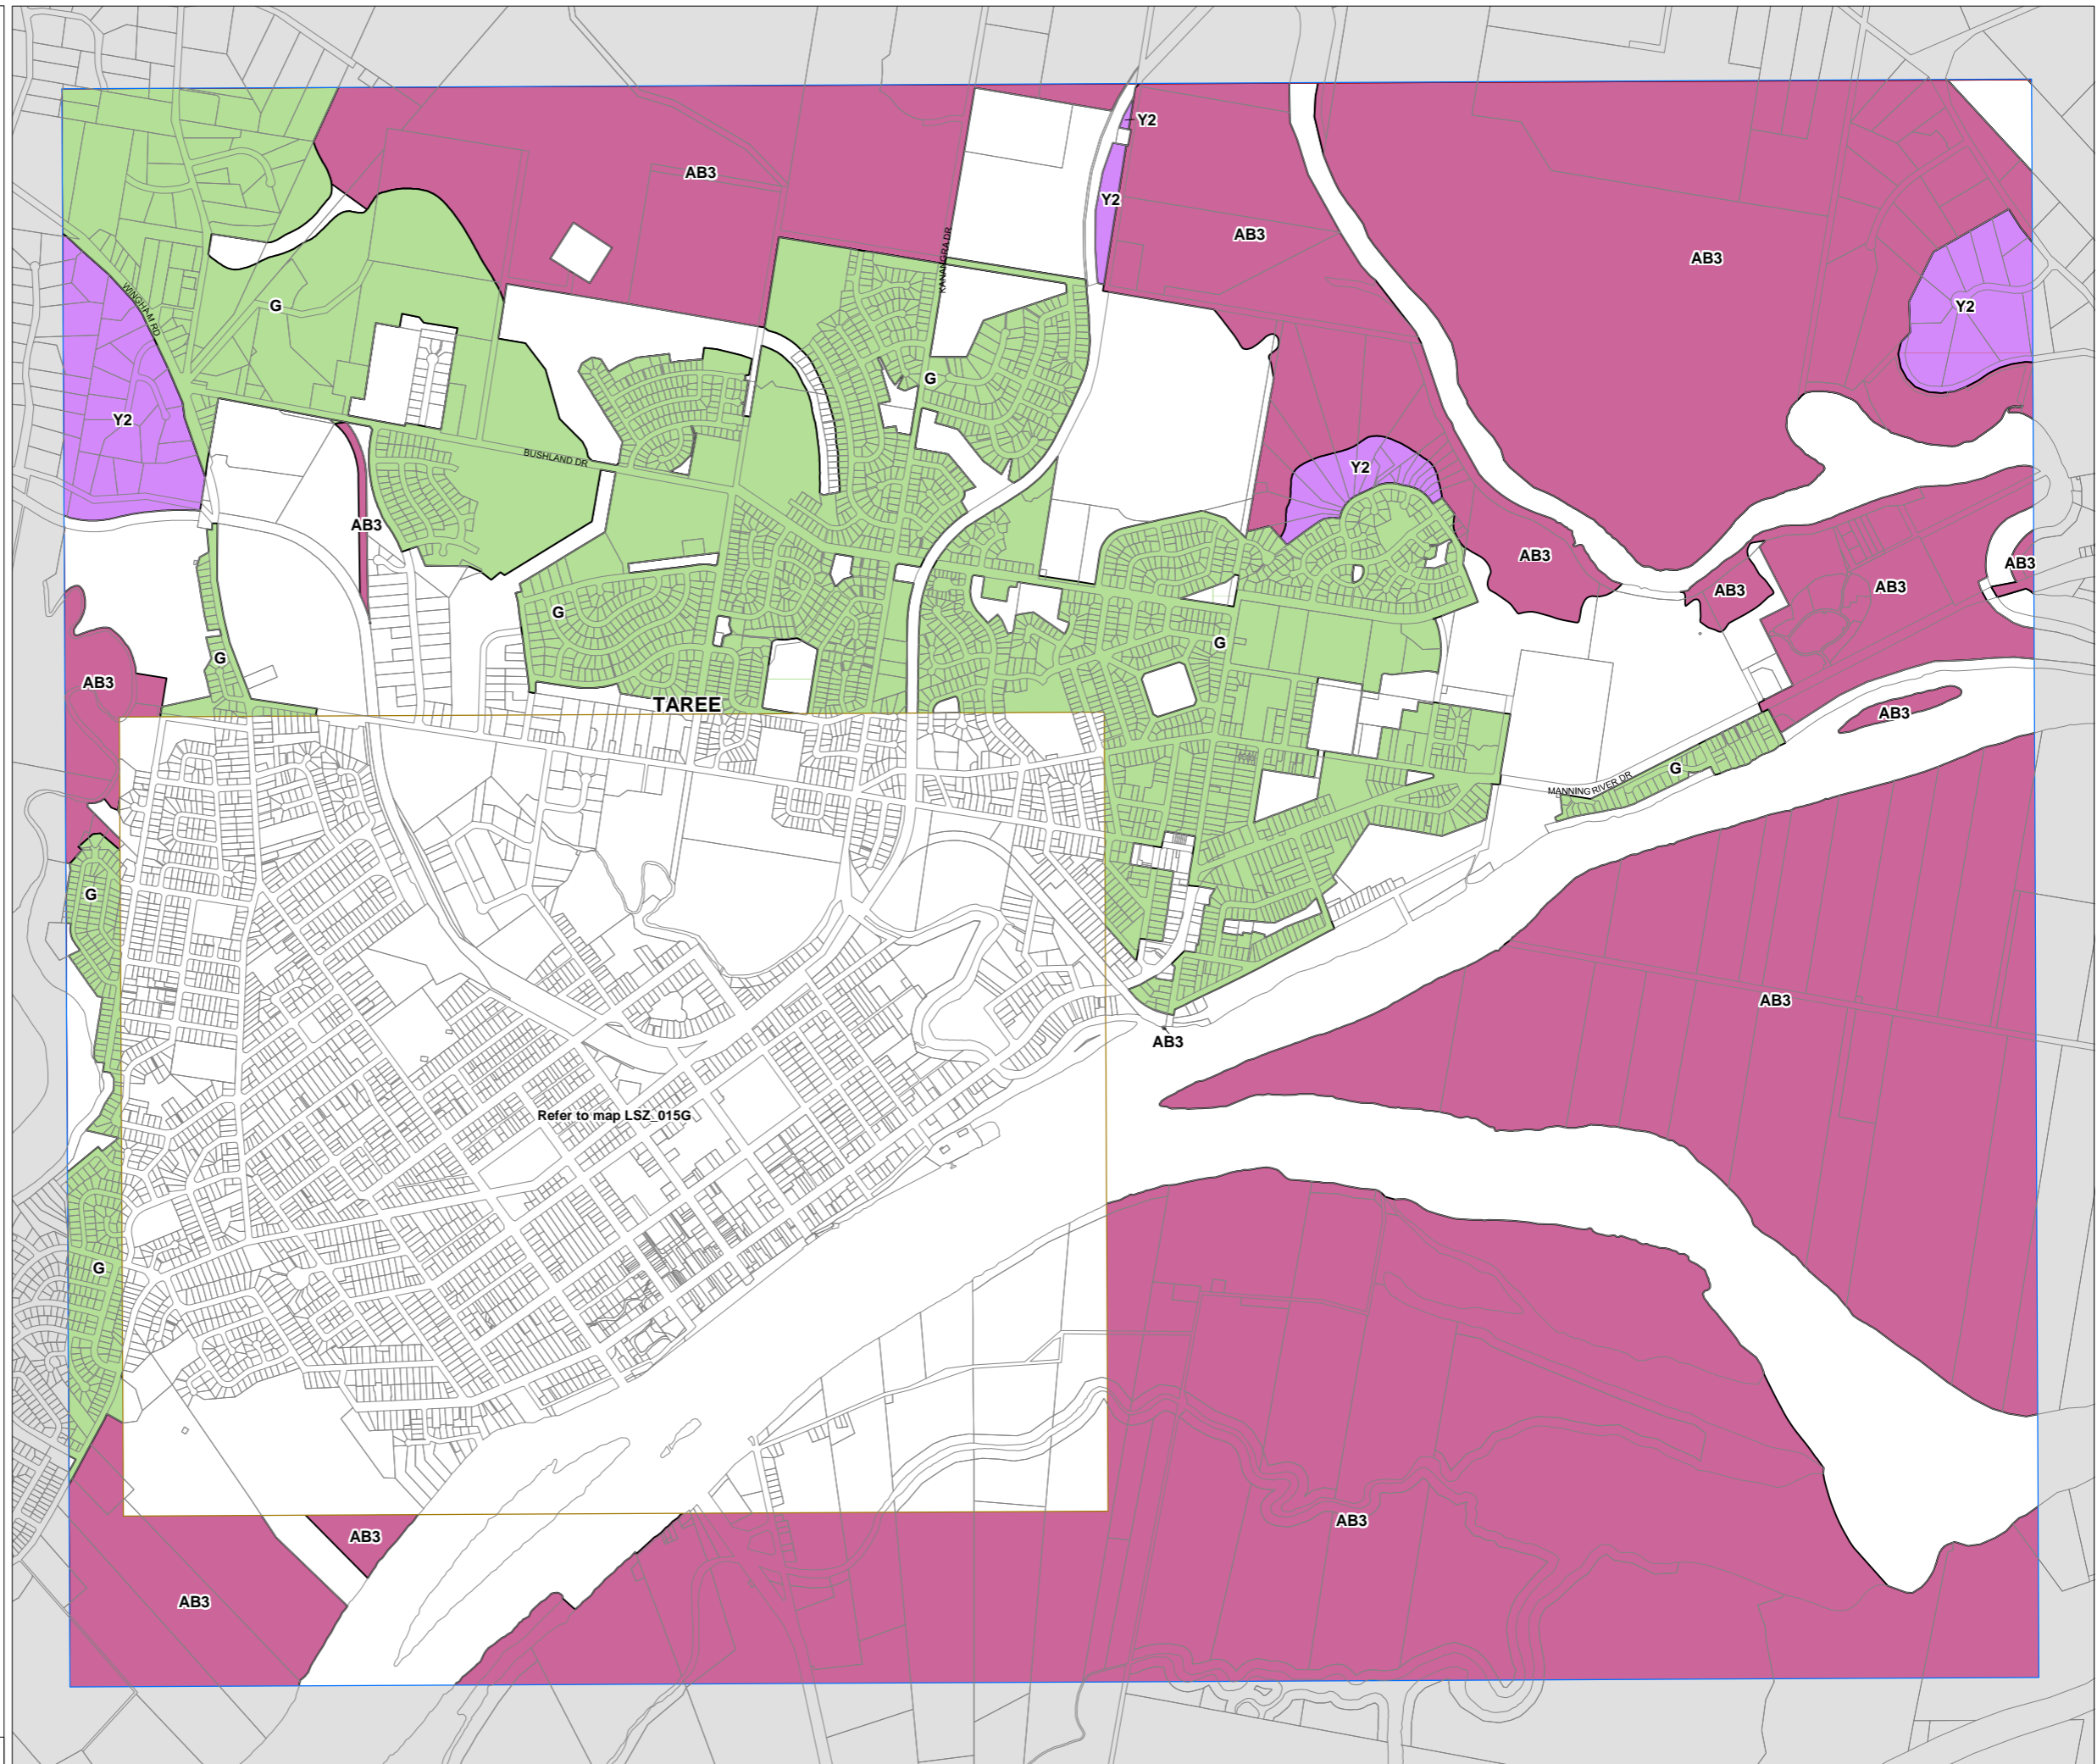 Y2
AB3
Y2
AB3
AB3
KANANGRA DR
WINGHAM RD
G
Y2
G
Y2
BUSHLAND DR
Y2
AB3
AB3
AB3
AB3
AB3
G
G
G
AB3
TAREE
AB3
G
MANNING RIVER DR
G
AB3
AB3
Refer to map LSZ_015G
G
AB3
AB3
AB3